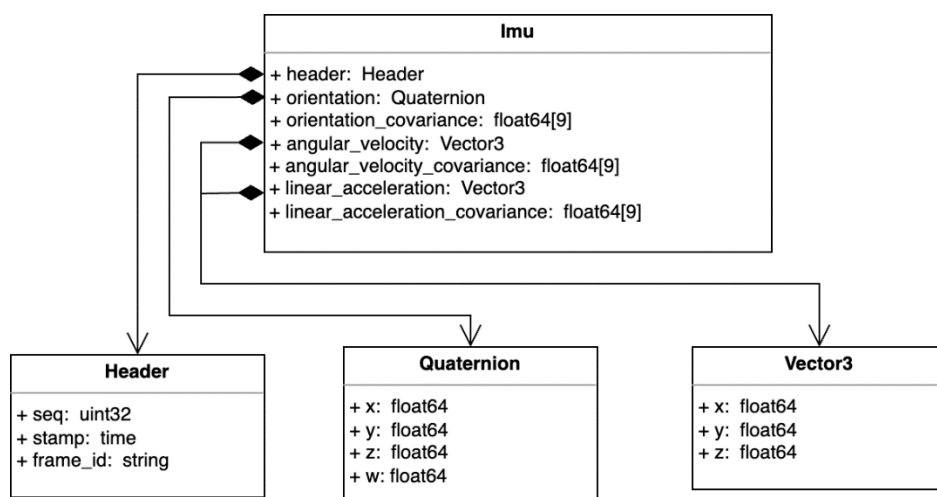 Imu
+ header: Header
+ orientation: Quaternion
+ orientation_covariance: float64[9]
+ angular_velocity: Vector3
+ angular_velocity_covariance: float64[9]
+ linear_acceleration: Vector3
+ linear_acceleration_covariance: float64[9]
Header
+ seq: uint32
+ stamp: time
+ frame_id: string
Quaternion
+ x: float64
+ y: float64
+ z: float64
+ w: float64
Vector3
+ x: float64
+ y: float64
+ z: float64